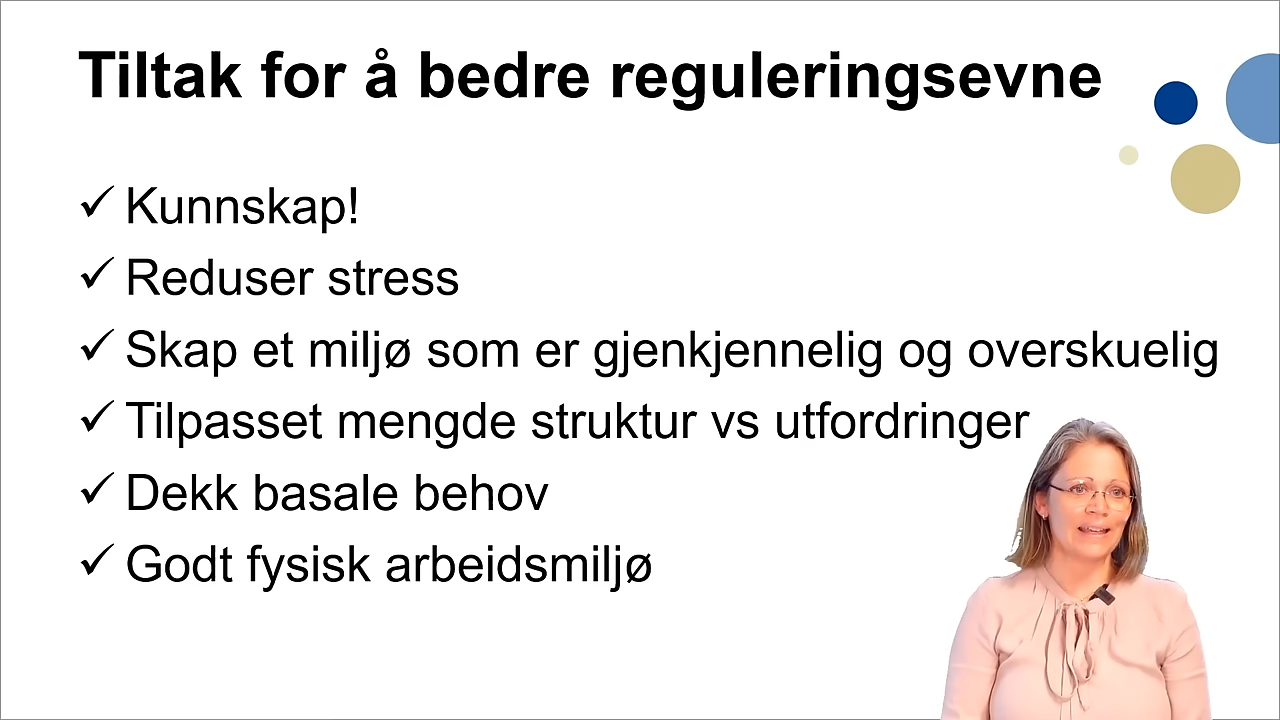 Tiltak for å bedre reguleringsevne
✓ Kunnskap!
✓ Reduser stress
✓ Skap et miljø som er gjenkjennelig og overskuelig
✓ Tilpasset mengde struktur vs utfordringer
✓ Dekk basale behov
✓ Godt fysisk arbeidsmiljø